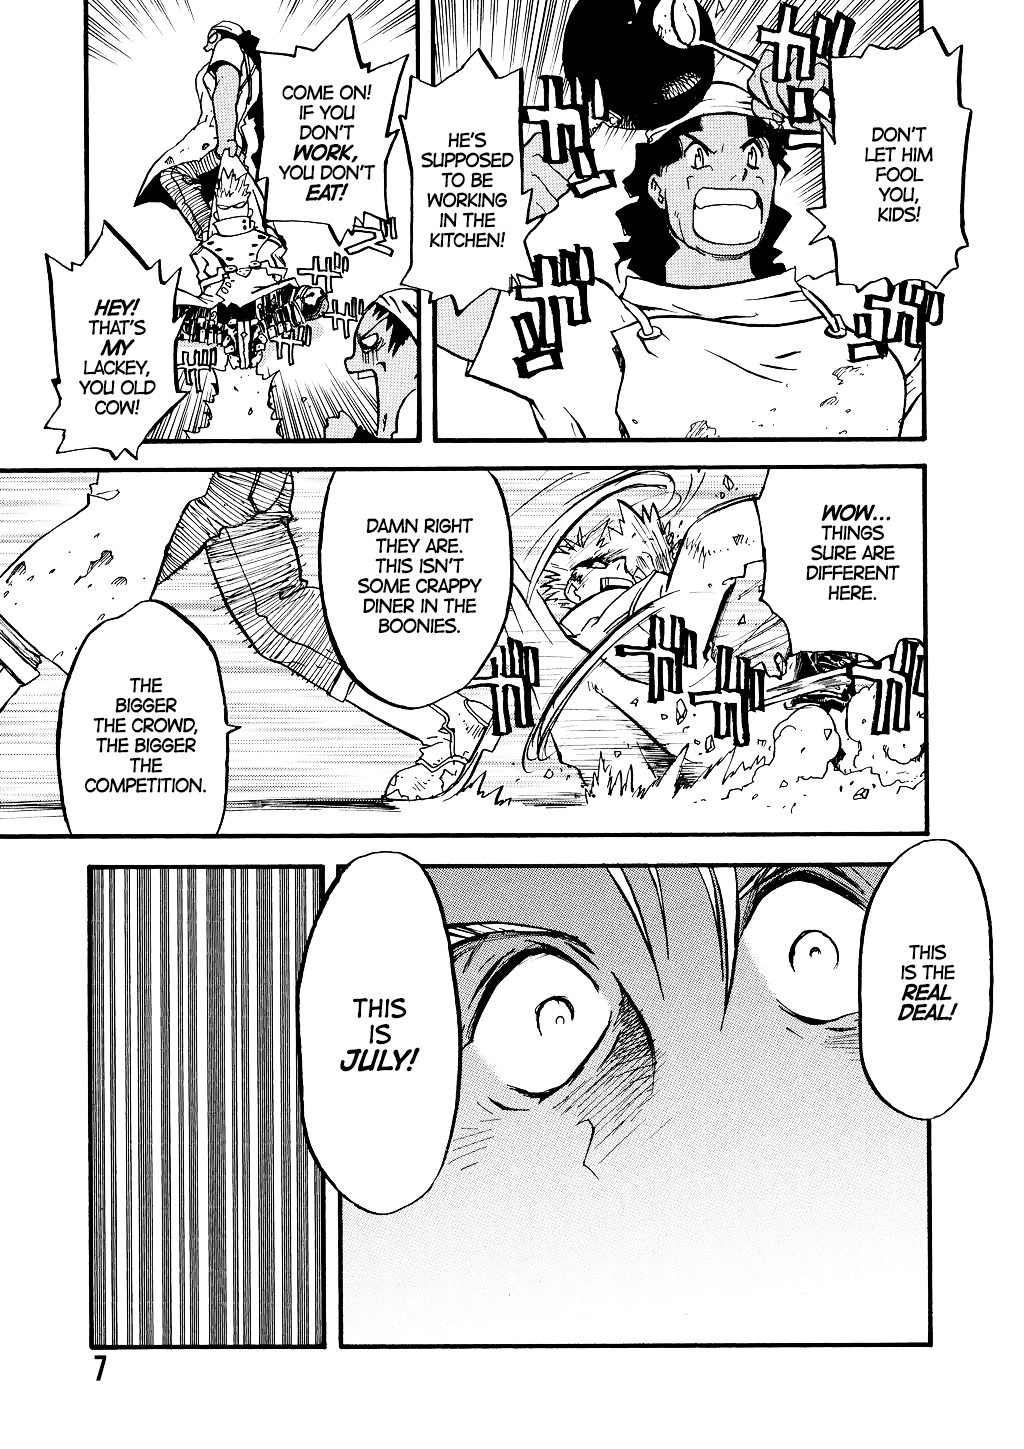 DON'T
LET HIM
FOOL
YOU,
KIDS!
HE'S
SUPPOSED
TO BE
WORKING
IN THE
KITCHEN!
COME ON!
IF YOU
DON'T
WORK,
YOU DON'T
EAT!
HEY!
THAT'S
MY
LACKEY,
YOU OLD
COW!
WOW...
THINGS
SURE ARE
DIFFERENT
HERE.
DAMN RIGHT
THEY ARE.
THIS ISN'T
SOME CRAPPY
DINER IN THE
BOONIES.
THE
BIGGER
THE CROWD,
THE BIGGER
THE
COMPETITION.
THIS
IS THE
REAL
DEAL!
THIS
IS
JULY!
7